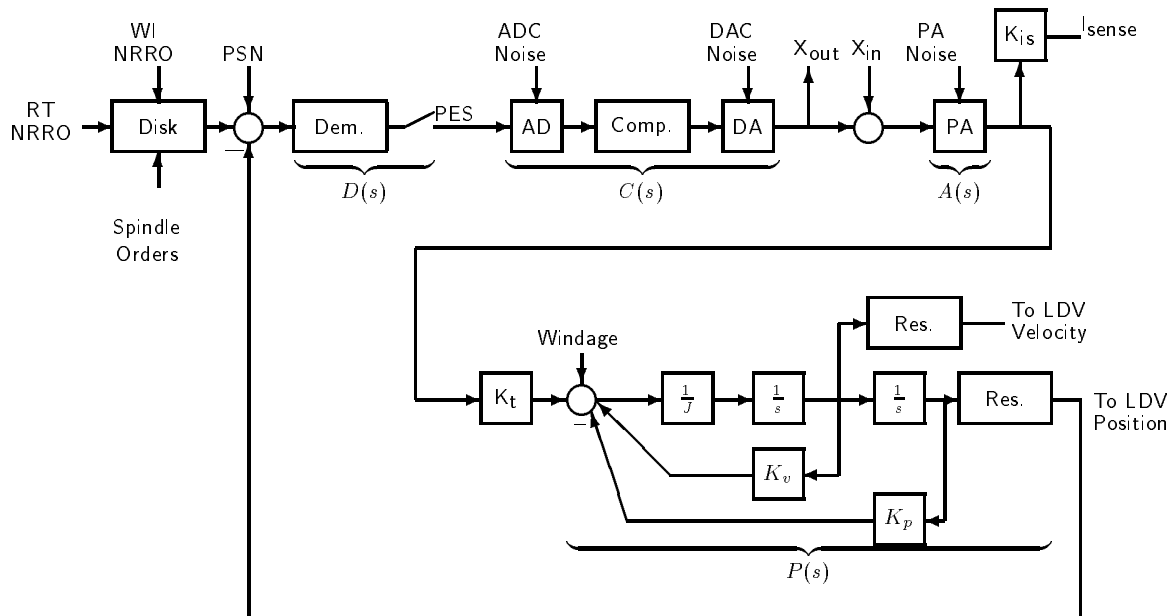 WI
NRRO
PSN
ADC
Noise
DAC
Noise
X_out
X_in
PA
Noise
K_is
I_sense
RT
NRRO
Disk
−
Dem.
PES
AD
Comp.
DA
PA
D(s)
C(s)
A(s)
Spindle
Orders
Res.
To LDV
Velocity
Windage
K_t
−
1/J
1/s
1/s
Res.
To LDV
Position
K_v
K_p
P(s)